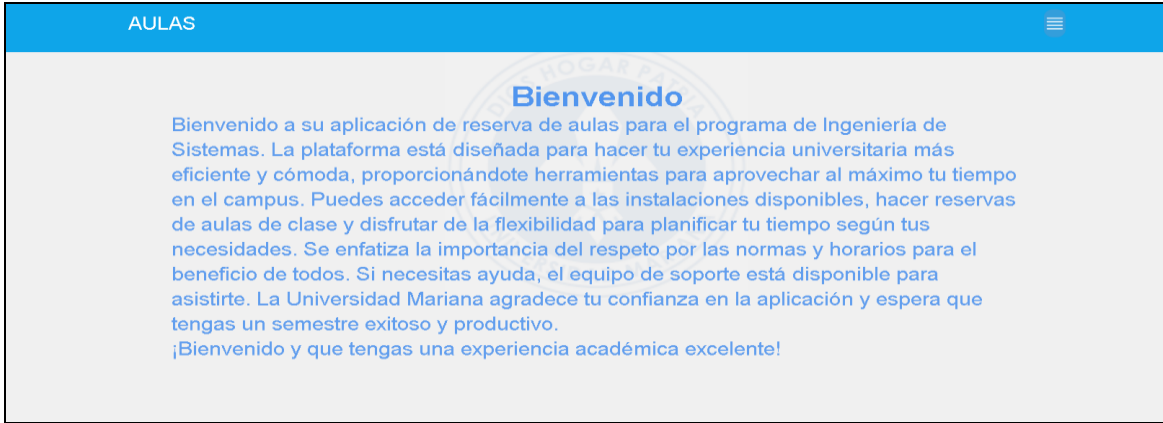 AULAS
DIOS HOGAR PATRIA
Bienvenido
Bienvenido a su aplicación de reserva de aulas para el programa de Ingeniería de
Sistemas. La plataforma está diseñada para hacer tu experiencia universitaria más
eficiente y cómoda, proporcionándote herramientas para aprovechar al máximo tu tiempo
en el campus. Puedes acceder fácilmente a las instalaciones disponibles, hacer reservas
de aulas de clase y disfrutar de la flexibilidad para planificar tu tiempo según tus
necesidades. Se enfatiza la importancia del respeto por las normas y horarios para el
beneficio de todos. Si necesitas ayuda, el equipo de soporte está disponible para
asistirte. La Universidad Mariana agradece tu confianza en la aplicación y espera que
tengas un semestre exitoso y productivo.
¡Bienvenido y que tengas una experiencia académica excelente!